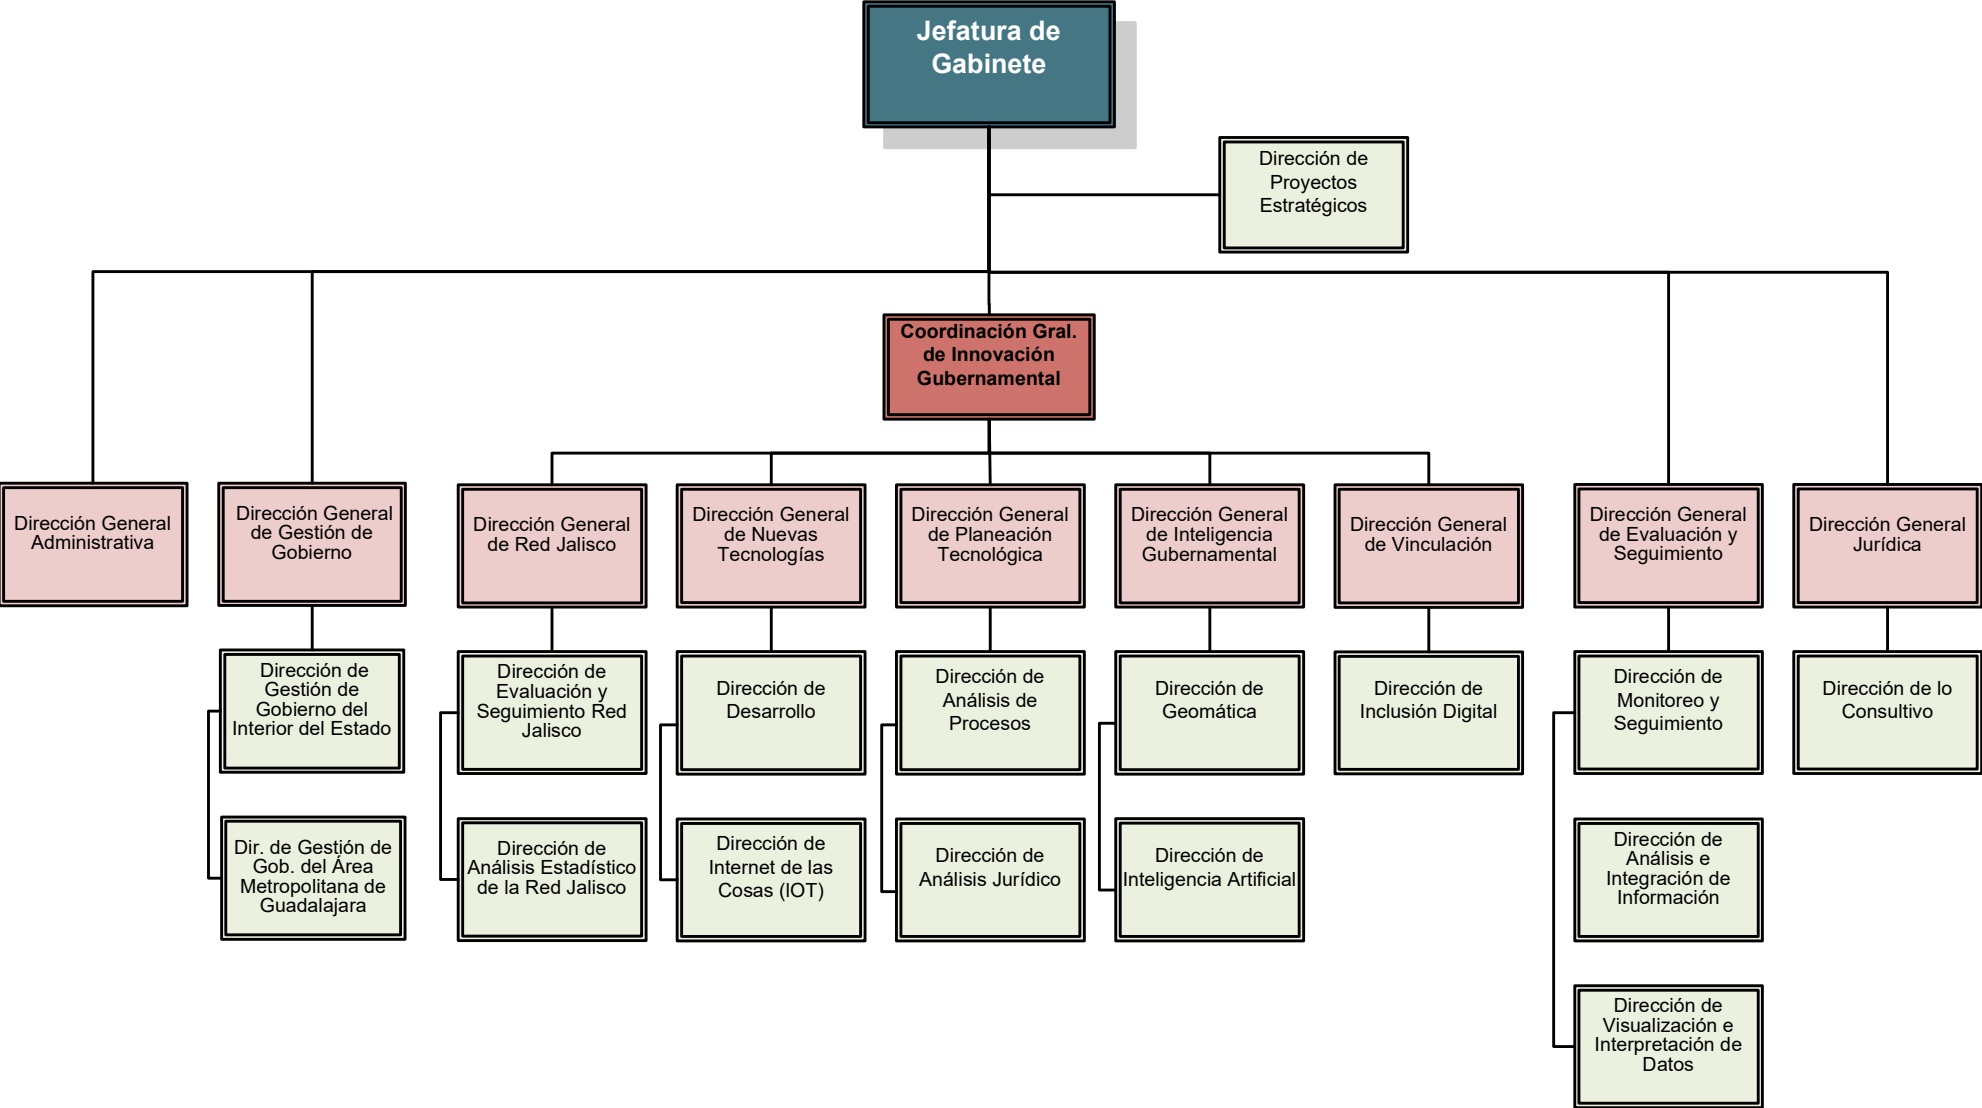 Jefatura de
Gabinete
Dirección de
Proyectos
Estratégicos
Coordinación Gral.
de Innovación
Gubernamental
Dirección General
Administrativa
Dirección General
de Gestión de
Gobierno
Dirección General
de Red Jalisco
Dirección General
de Nuevas
Tecnologías
Dirección General
de Planeación
Tecnológica
Dirección General
de Inteligencia
Gubernamental
Dirección General
de Vinculación
Dirección General
de Evaluación y
Seguimiento
Dirección General
Jurídica
Dirección de
Gestión de
Gobierno del
Interior del Estado
Dirección de
Evaluación y
Seguimiento Red
Jalisco
Dirección de
Desarrollo
Dirección de
Análisis de
Procesos
Dirección de
Geomática
Dirección de
Inclusión Digital
Dirección de
Monitoreo y
Seguimiento
Dirección de lo
Consultivo
Dir. de Gestión de
Gob. del Área
Metropolitana de
Guadalajara
Dirección de
Análisis Estadístico
de la Red Jalisco
Dirección de
Internet de las
Cosas (IOT)
Dirección de
Análisis Jurídico
Dirección de
Inteligencia Artificial
Dirección de
Análisis e
Integración de
Información
Dirección de
Visualización e
Interpretación de
Datos